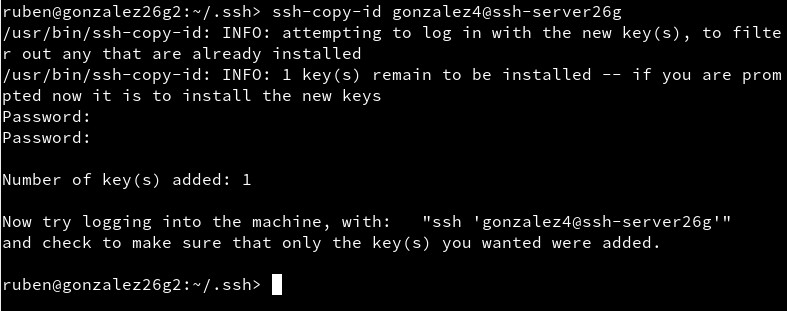 ruben@gonzalez26g2:~/.ssh> ssh-copy-id gonzalez4@ssh-server26g
/usr/bin/ssh-copy-id: INFO: attempting to log in with the new key(s), to filte
r out any that are already installed
/usr/bin/ssh-copy-id: INFO: 1 key(s) remain to be installed -- if you are prom
pted now it is to install the new keys
Password:
Password:
Number of key(s) added: 1
Now try logging into the machine, with:   "ssh 'gonzalez4@ssh-server26g'"
and check to make sure that only the key(s) you wanted were added.
ruben@gonzalez26g2:~/.ssh>